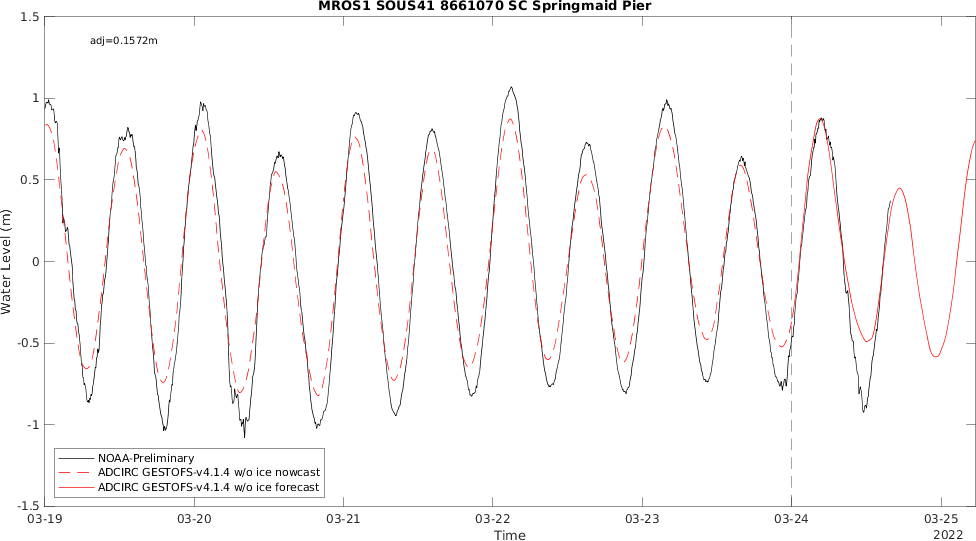 MROS1 SOUS41 8661070 SC Springmaid Pier
1.5
adj=0.1572m
1
0.5
0
-0.5
-1
-1.5
Water Level (m)
NOAA-Preliminary
ADCIRC GESTOFS-v4.1.4 w/o ice nowcast
ADCIRC GESTOFS-v4.1.4 w/o ice forecast
03-19 03-20 03-21 03-22 03-23 03-24 03-25
Time
2022